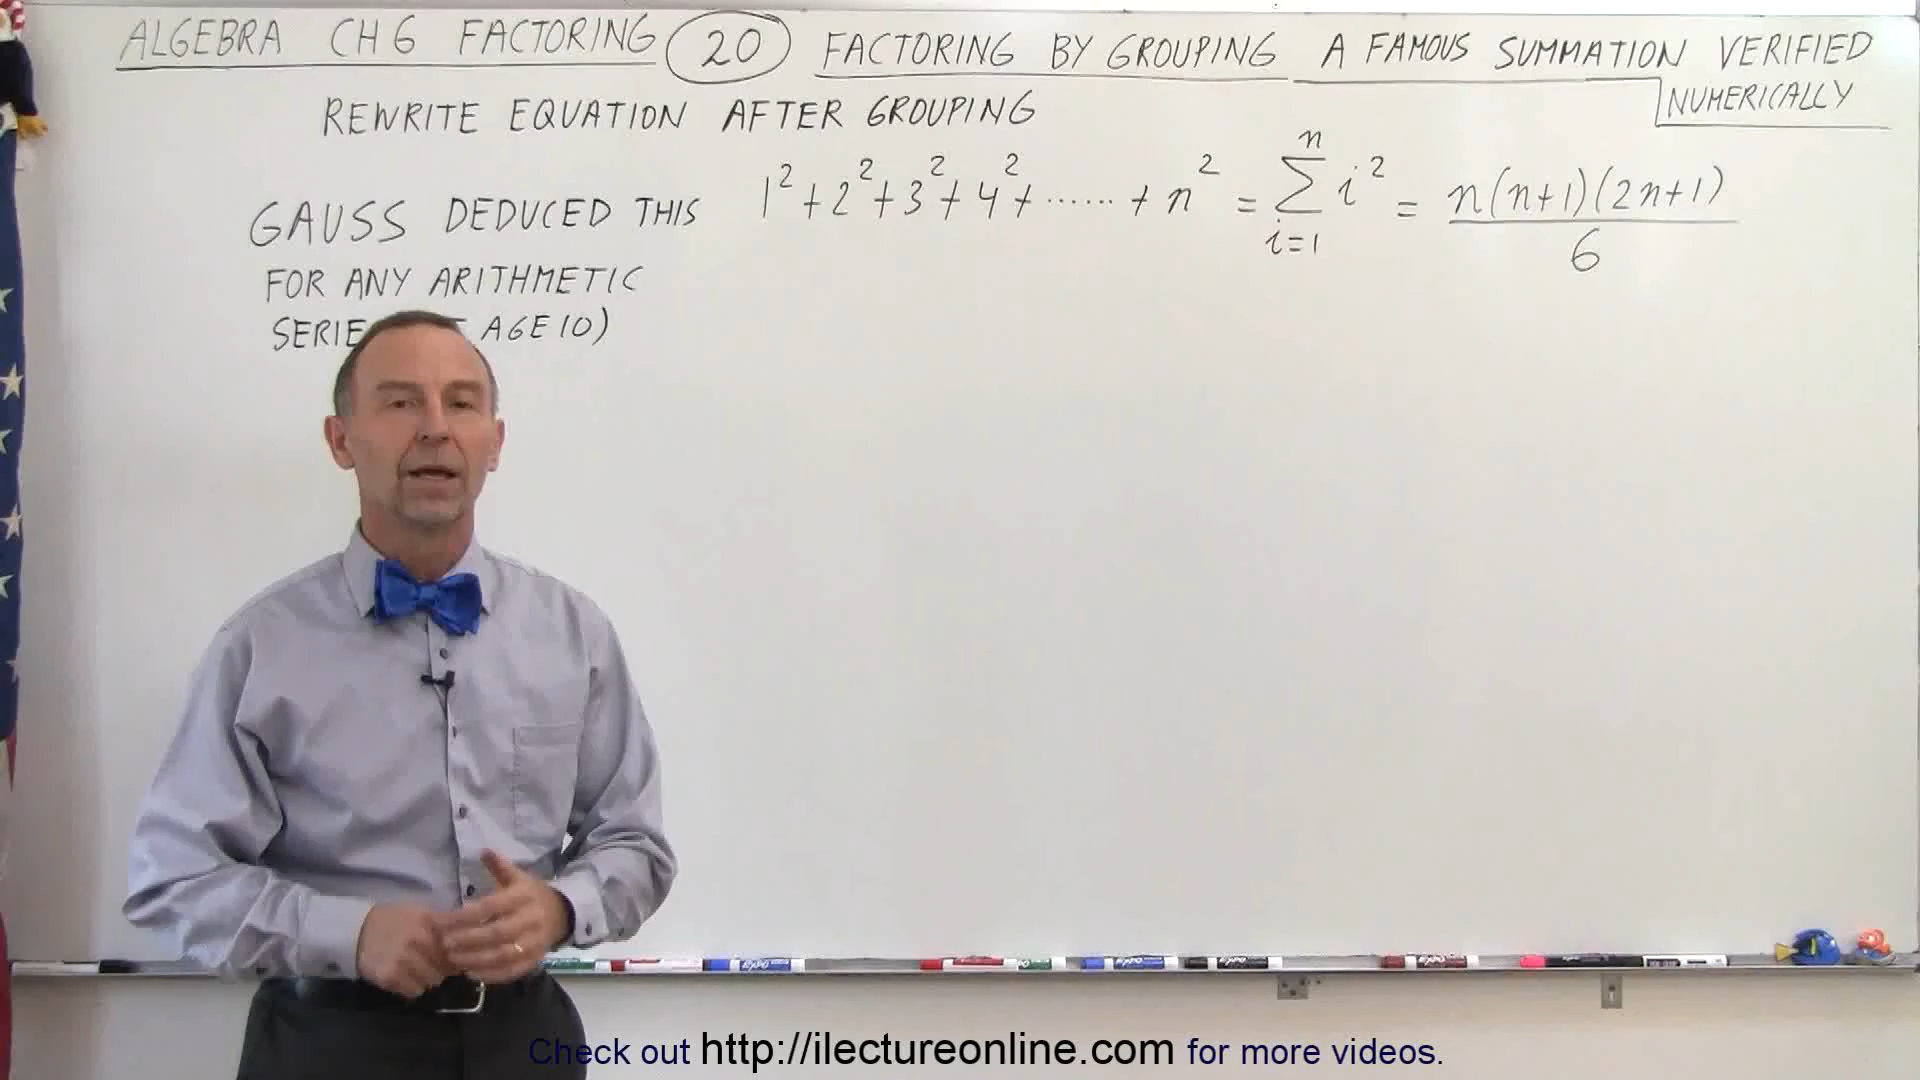 ALGEBRA CH 6 FACTORING 20 FACTORING BY GROUPING A FAMOUS SUMMATION VERIFIED
NUMERICALLY
REWRITE EQUATION AFTER GROUPING
GAUSS DEDUCED THIS 1² + 2² + 3² + 4² + ...... + n² = ∑ⁿᵢ₌₁ i² = n(n+1)(2n+1) / 6
FOR ANY ARITHMETIC
AGE 10)
Check out http://ilectureonline.com for more videos.